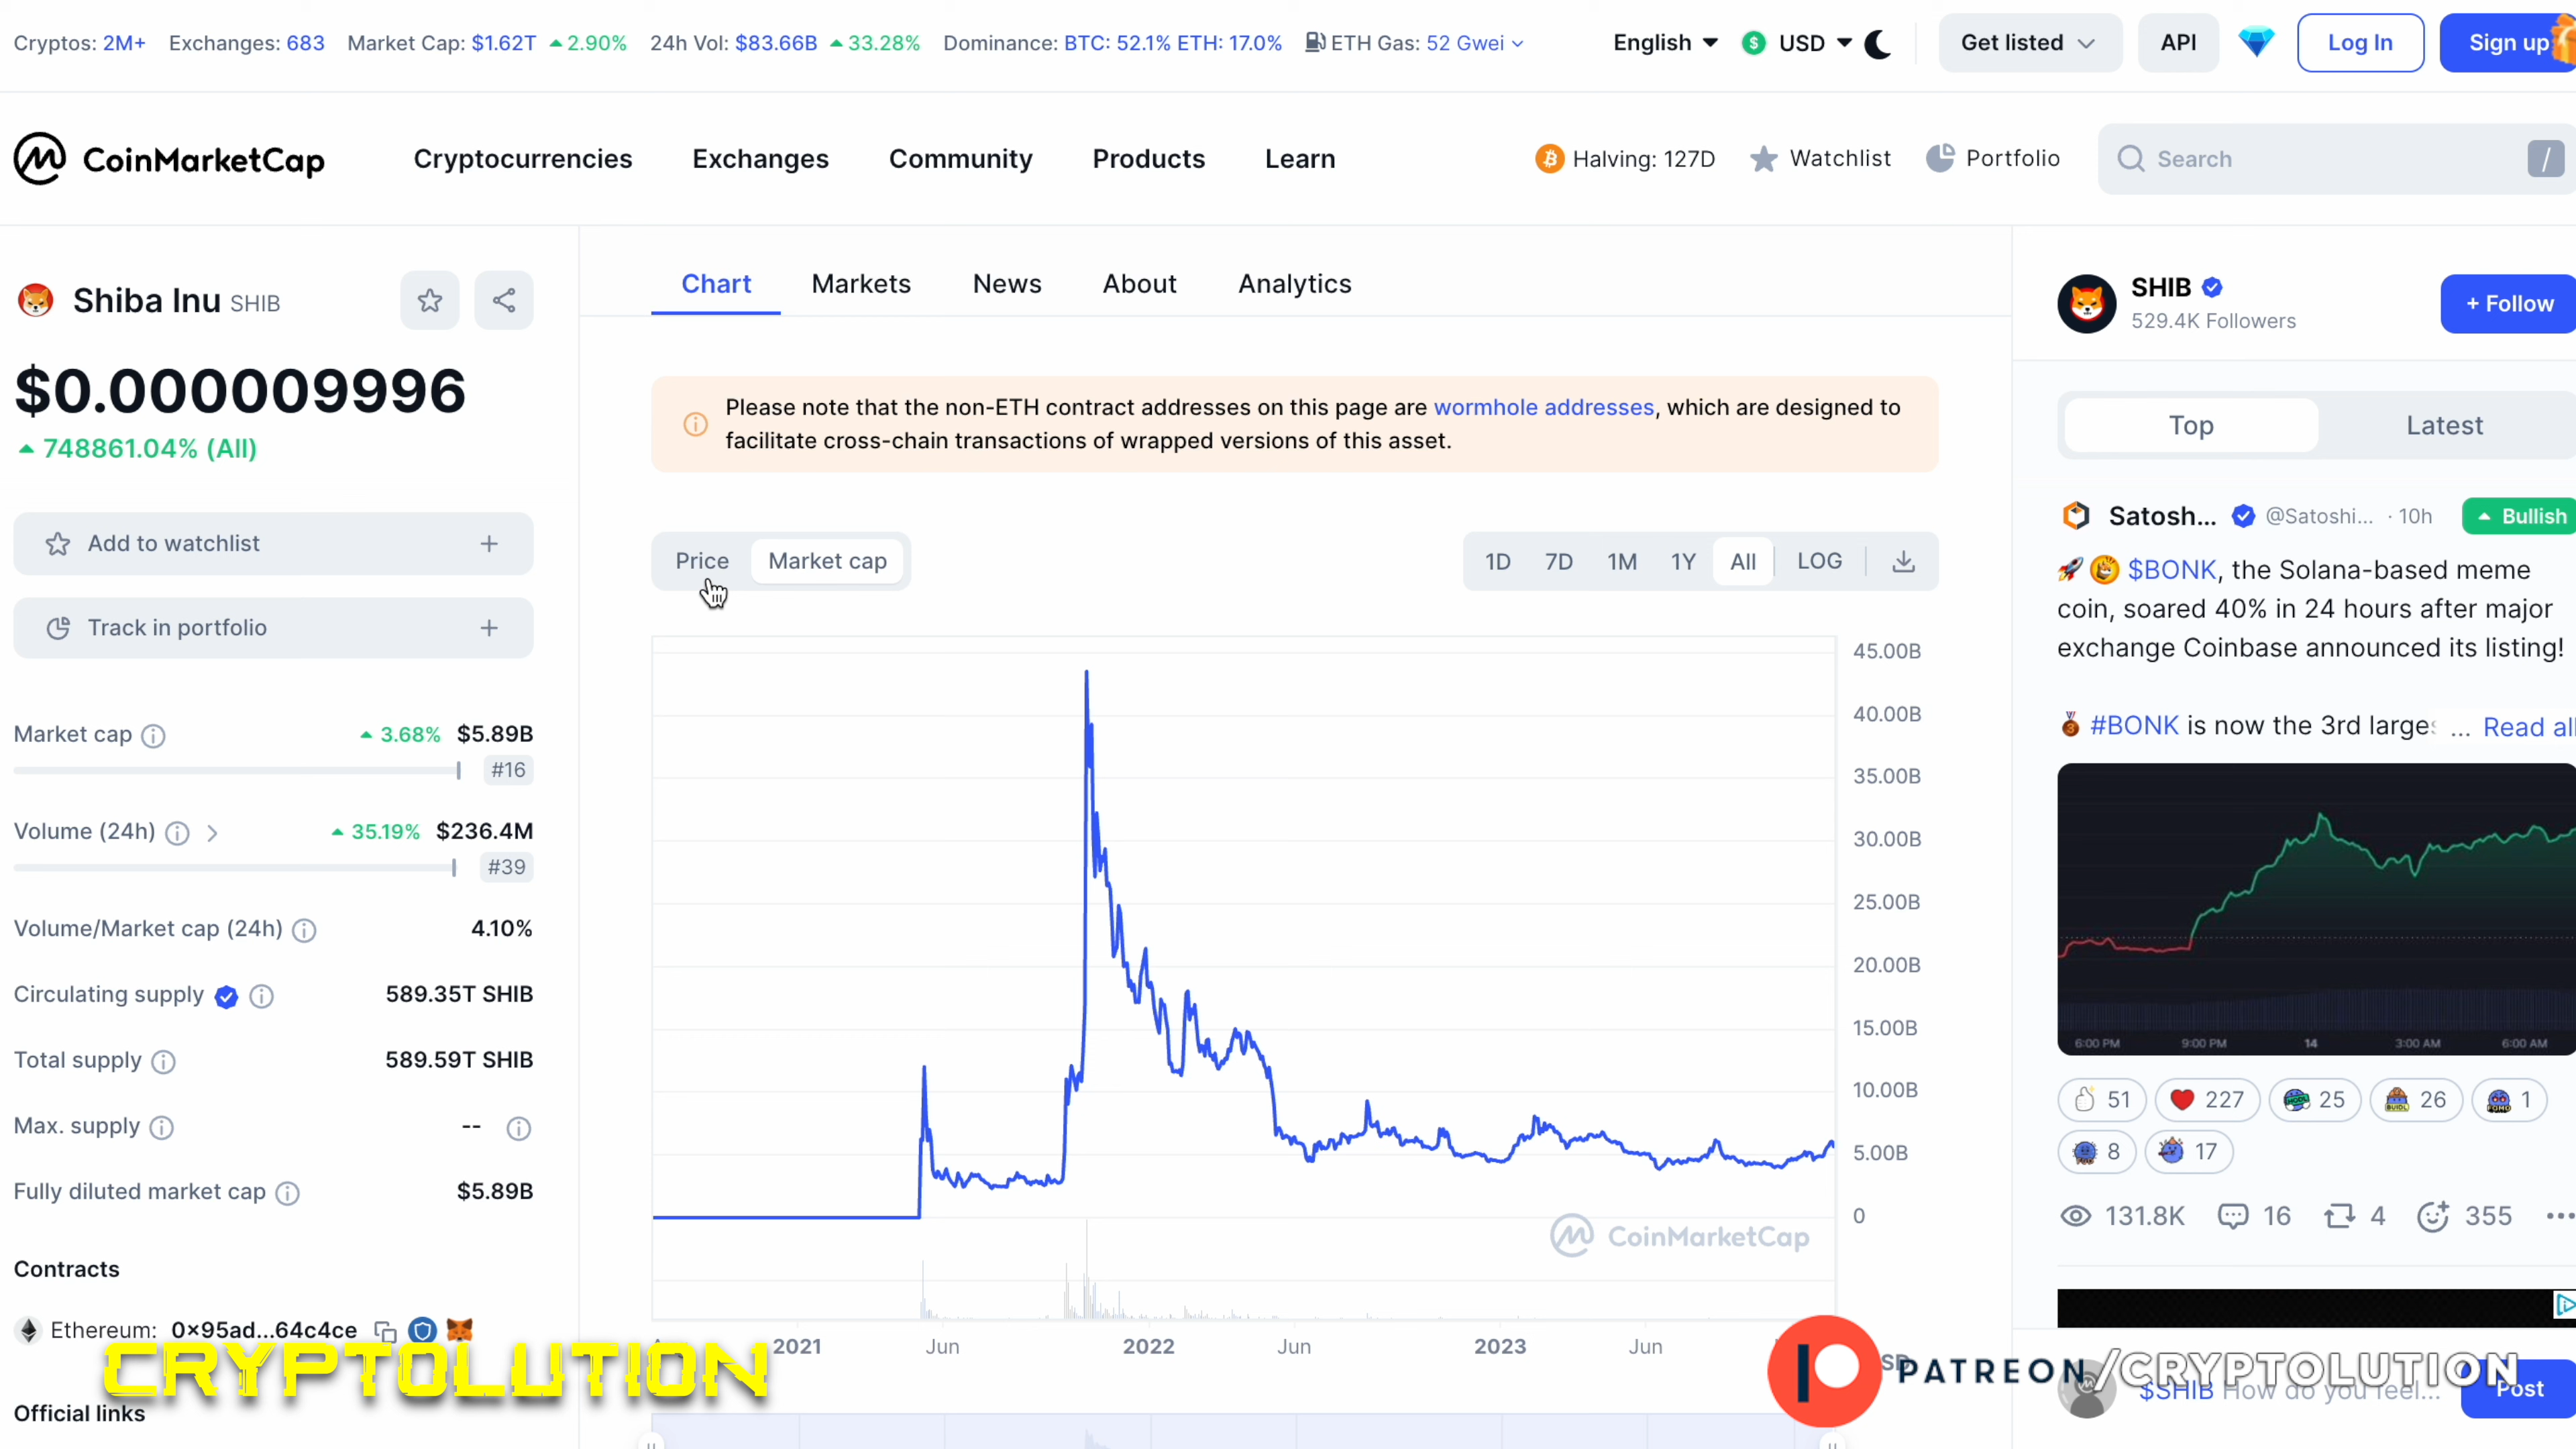 Cryptos: 2M+ Exchanges: 683 Market Cap: $1.62T 2.90% 24h Vol: $83.66B 33.28% Dominance: BTC: 52.1% ETH: 17.0% ETH Gas: 52 Gwei
English USD Get listed API Log In Sign up
CoinMarketCap Cryptocurrencies Exchanges Community Products Learn Halving: 127D Watchlist Portfolio Search /
Shiba Inu SHIB
$0.000009996
748861.04% (All)
Add to watchlist +
Track in portfolio +
Market cap 3.68% $5.89B
#16
Volume (24h) 35.19% $236.4M
#39
Volume/Market cap (24h) 4.10%
Circulating supply 589.35T SHIB
Total supply 589.59T SHIB
Max. supply --
Fully diluted market cap $5.89B
Contracts
Ethereum: 0x95ad...64c4ce
CRYPTOLUTION
Official links
Chart Markets News About Analytics
Please note that the non-ETH contract addresses on this page are wormhole addresses, which are designed to
facilitate cross-chain transactions of wrapped versions of this asset.
Price Market cap 1D 7D 1M 1Y All LOG
45.00B
40.00B
35.00B
30.00B
25.00B
20.00B
15.00B
10.00B
5.00B
0
CoinMarketCap
2021 Jun 2022 Jun 2023 Jun
SHIB
529.4K Followers
+ Follow
Top Latest
Satosh... @Satoshi... · 10h Bullish
$BONK, the Solana-based meme
coin, soared 40% in 24 hours after major
exchange Coinbase announced its listing!
#BONK is now the 3rd larges ... Read all
6:00 PM 9:00 PM 14 3:00 AM 6:00 AM
51 227 25 26 1
8 17
131.8K 16 4 355
PATREON/CRYPTOLUTION
$SHIB How do you feel... Post